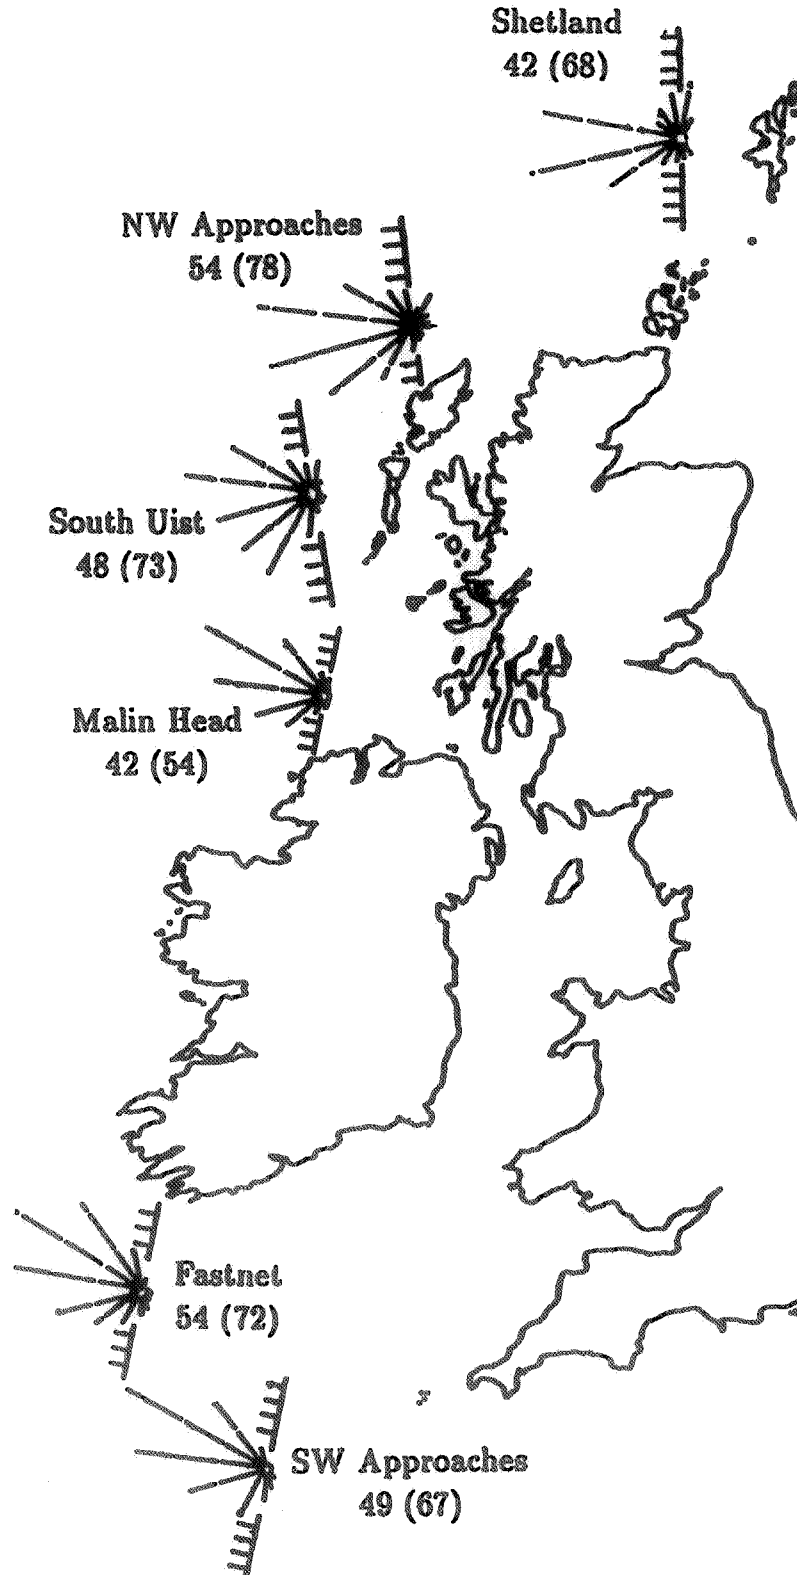 Shetland
42 (68)
NW Approaches
54 (78)
South Uist
48 (73)
Malin Head
42 (54)
Fastnet
54 (72)
SW Approaches
49 (67)